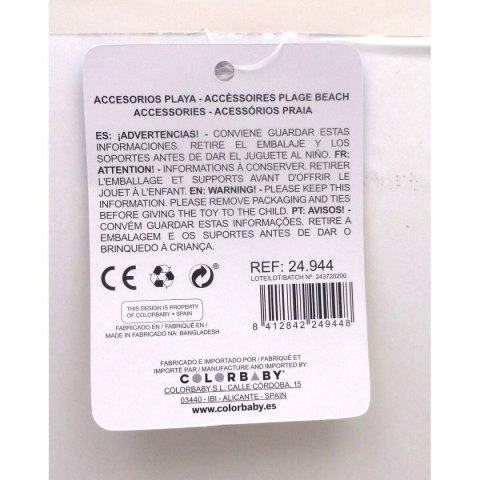 ACCESORIOS PLAYA - ACCÈSSOIRES PLAGE BEACH
ACCESSORIES - ACESSÓRIOS PRAIA
ES: ¡ADVERTENCIAS! - CONVIENE GUARDAR ESTAS
INFORMACIONES. RETIRE EL EMBALAJE Y LOS
SOPORTES ANTES DE DAR EL JUGUETE AL NIÑO. FR:
ATTENTION! - INFORMATIONS À CONSERVER. RETIRER
L'EMBALLAGE ET SUPPORTS AVANT D'OFFRIR LE
JOUET À L'ENFANT. EN: WARNING! - PLEASE KEEP THIS
INFORMATION. PLEASE REMOVE PACKAGING AND TIES
BEFORE GIVING THE TOY TO THE CHILD. PT: AVISOS! -
CONVÉM GUARDAR ESTAS INFORMAÇÕES. RETIRE A
EMBALAGEM E OS SUPORTES ANTES DE DAR O
BRINQUEDO À CRIANÇA.
CE
REF: 24.944
LOTE/LOT/BATCH Nº: 243720200
THIS DESIGN IS PROPERTY
OF COLORBABY • SPAIN
FABRICADO EN / FABRIQUÉ EN /
MADE IN FABRICADO NA: BANGLADESH
8 412842 249448
FABRICADO E IMPORTADO POR / FABRIQUÉ ET
IMPORTÉ PAR / MANUFACTURE AND IMPORTED BY:
COLORBABY
COLORBABY S.L. CALLE CÓRDOBA, 15
03440 - IBI - ALICANTE - SPAIN
www.colorbaby.es